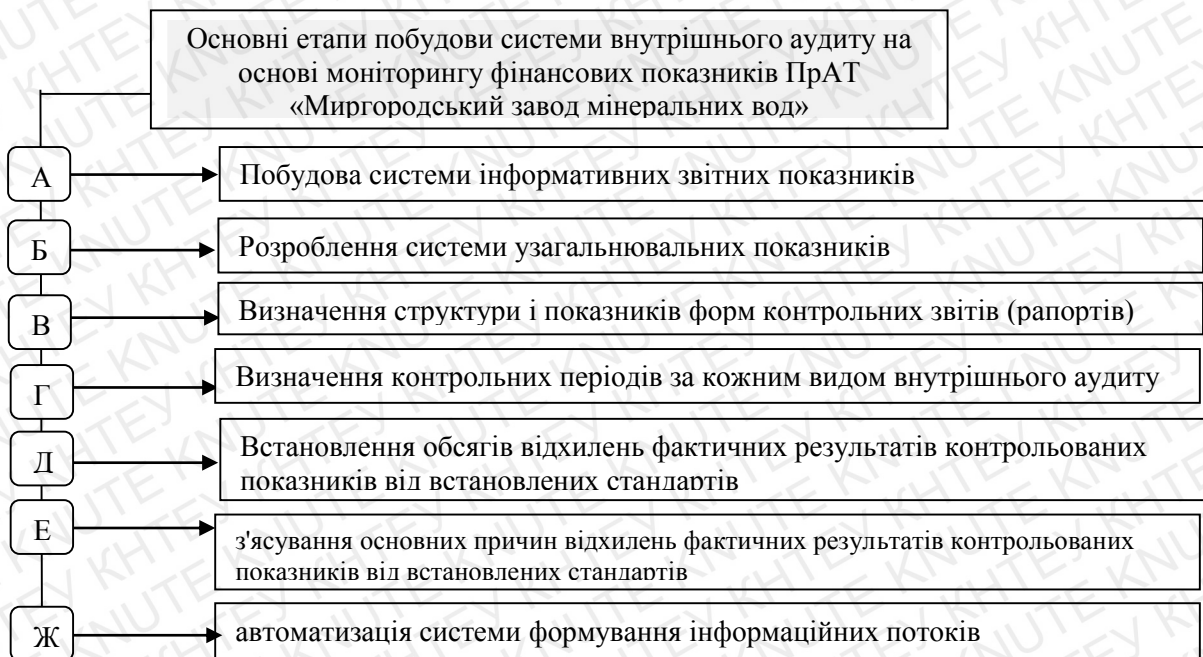 Основні етапи побудови системи внутрішнього аудиту на
основі моніторингу фінансових показників ПрАТ
«Миргородський завод мінеральних вод»
А
Побудова системи інформативних звітних показників
Б
Розроблення системи узагальнювальних показників
В
Визначення структури і показників форм контрольних звітів (рапортів)
Г
Визначення контрольних періодів за кожним видом внутрішнього аудиту
Д
Встановлення обсягів відхилень фактичних результатів контрольованих
показників від встановлених стандартів
Е
з'ясування основних причин відхилень фактичних результатів контрольованих
показників від встановлених стандартів
Ж
автоматизація системи формування інформаційних потоків